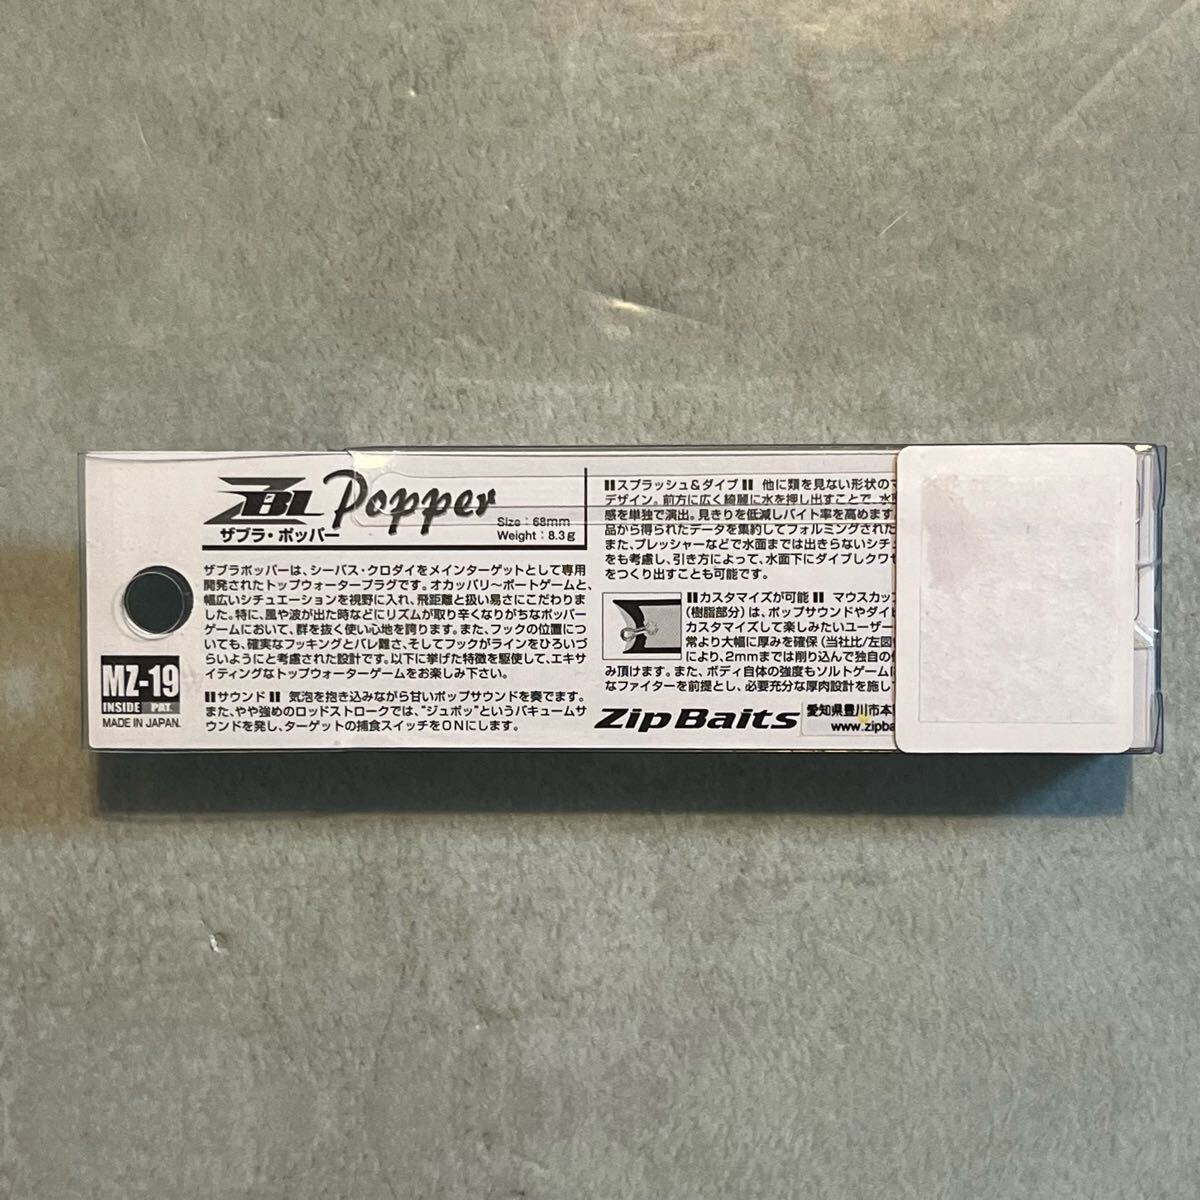 ZBL Popper
ザブラ・ポッパー
Size : 68mm
Weight : 8.3g
ザブラポッパーは、シーバス・クロダイをメインターゲットとして専用
開発されたトップウォータープラグです。オカッパリ〜ボートゲームと、
幅広いシチュエーションを視野に入れ、飛距離と扱い易さにこだわりま
した。特に、風や波が出た時などにリズムが取り辛くなりがちなポッパー
ゲームにおいて、群を抜く使い心地を誇ります。また、フックの位置につ
いても、確実なフッキングとバレ難さ、そしてフックがラインをひろいづ
らいようにと考慮された設計です。以下に挙げた特徴を駆使して、エキサ
イティングなトップウォーターゲームをお楽しみ下さい。
MZ-19
INSIDE PAT.
MADE IN JAPAN.
サウンド 気泡を抱き込みながら甘いポップサウンドを奏でます。
また、やや強めのロッドストロークでは、"ジュポッ"というバキュームサ
ウンドを発し、ターゲットの捕食スイッチをONにします。
スプラッシュ&ダイブ 他に類を見ない形状の
デザイン。前方に広く綺麗に水を押し出すことで、水
感を単独で演出。見きりを低減しバイト率を高めます
品から得られたデータを集約してフォルミングされた
また、プレッシャーなどで水面までは出きらないシチ
をも考慮し、引き方によって、水面下にダイブしクワ
をつくり出すことも可能です。
カスタマイズが可能 マウスカッ
(樹脂部分)は、ポップサウンドやダイ
カスタマイズして楽しみたいユーザー
常より大幅に厚みを確保(当社比/左図
により、2mmまでは削り込んで独自の
み頂けます。また、ボディ自体の強度もソルトゲームに
なファイターを前提とし、必要充分な厚肉設計を施し
ZipBaits
愛知県豊川市本
www.zipba